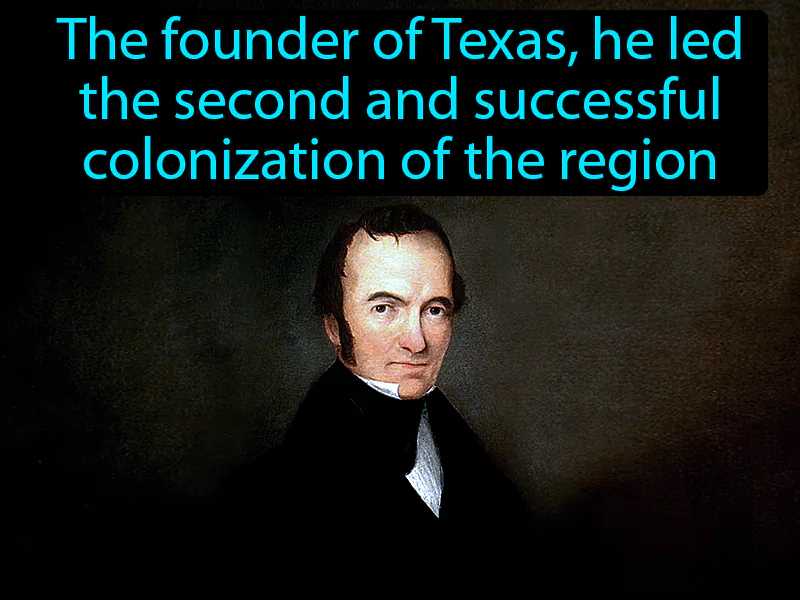 The founder of Texas, he led
the second and successful
colonization of the region